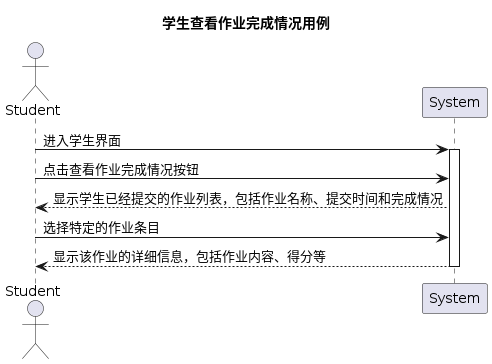 学生查看作业完成情况用例
Student
System
进入学生界面
点击查看作业完成情况按钮
显示学生已经提交的作业列表，包括作业名称、提交时间和完成情况
选择特定的作业条目
显示该作业的详细信息，包括作业内容、得分等
Student
System